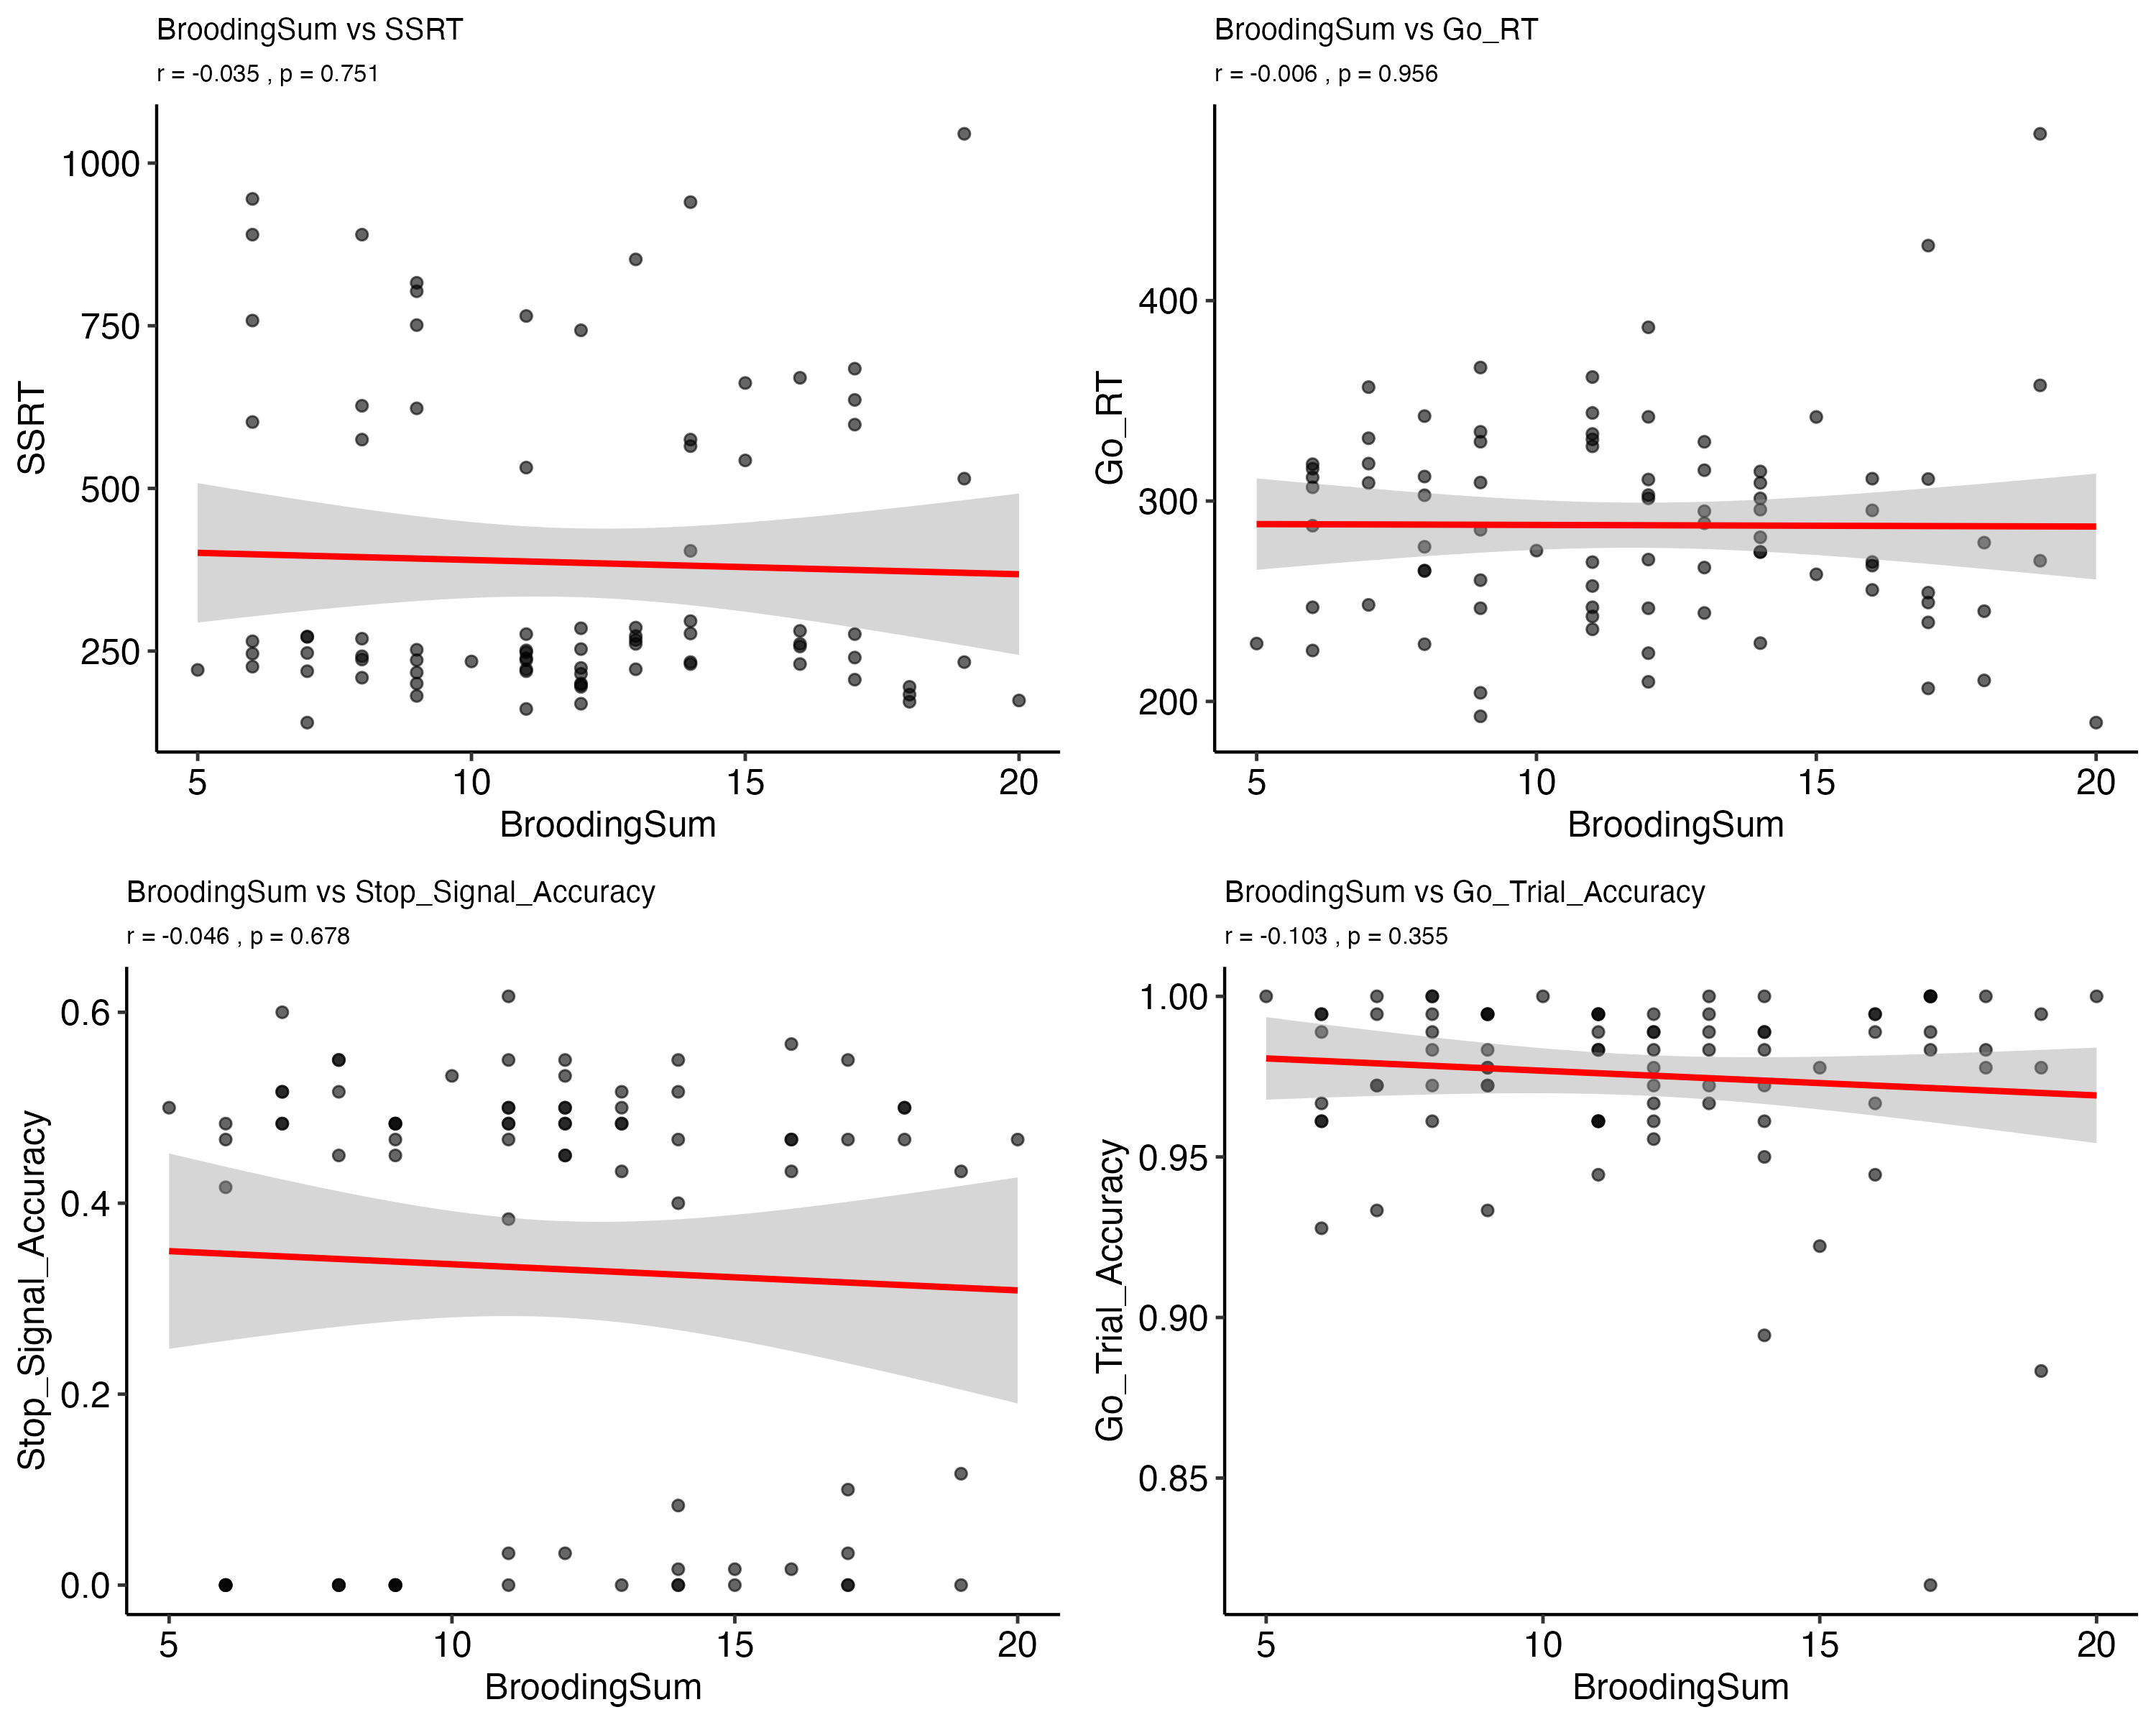 BroodingSum vs SSRT
r = -0.035 , p = 0.751
1000
750
500
250
SSRT
5 10 15 20
BroodingSum
BroodingSum vs Go_RT
r = -0.006 , p = 0.956
400
300
200
Go_RT
5 10 15 20
BroodingSum
BroodingSum vs Stop_Signal_Accuracy
r = -0.046 , p = 0.678
0.6
0.4
0.2
0.0
Stop_Signal_Accuracy
5 10 15 20
BroodingSum
BroodingSum vs Go_Trial_Accuracy
r = -0.103 , p = 0.355
1.00
0.95
0.90
0.85
Go_Trial_Accuracy
5 10 15 20
BroodingSum